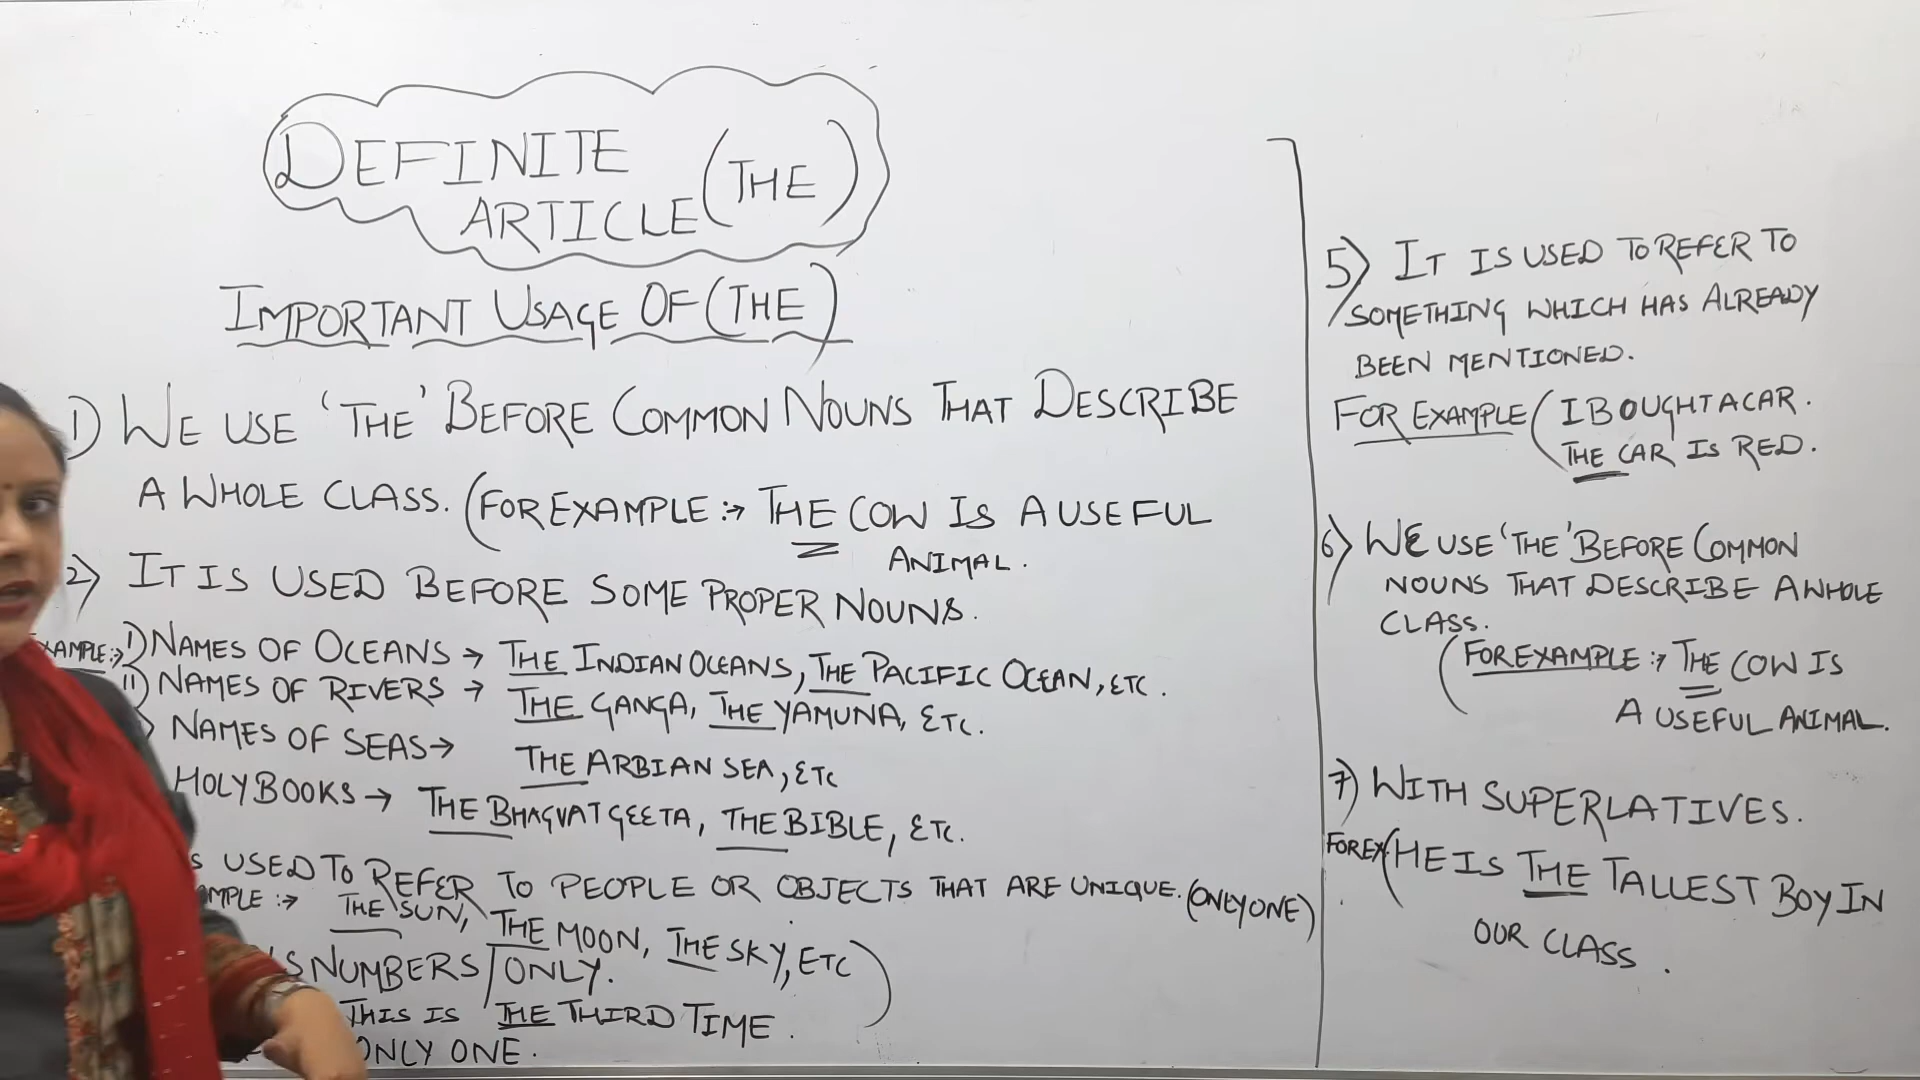 DEFINITE
ARTICLE (THE)
IMPORTANT USAGE OF (THE)
1) WE USE 'THE' BEFORE COMMON NOUNS THAT DESCRIBE
A WHOLE CLASS. (FOR EXAMPLE :→ THE COW IS A USEFUL
ANIMAL.
2) IT IS USED BEFORE SOME PROPER NOUNS.
I) NAMES OF OCEANS → THE INDIAN OCEANS, THE PACIFIC OCEAN, ETC.
II) NAMES OF RIVERS → THE GANGA, THE YAMUNA, ETC.
NAMES OF SEAS → THE ARBIAN SEA, ETC
HOLY BOOKS → THE BHAGVAT GEETA, THE BIBLE, ETC.
USED TO REFER TO PEOPLE OR OBJECTS THAT ARE UNIQUE. (ONLY ONE)
THE SUN, THE MOON, THE SKY, ETC)
NUMBERS / ONLY.
THIS IS THE THIRD TIME.
ONLY ONE.
5) IT IS USED TO REFER TO
SOMETHING WHICH HAS ALREADY
BEEN MENTIONED.
FOR EXAMPLE (I BOUGHT A CAR.
THE CAR IS RED.
6) WE USE 'THE' BEFORE COMMON
NOUNS THAT DESCRIBE A WHOLE
CLASS.
(FOR EXAMPLE :→ THE COW IS
A USEFUL ANIMAL.
7) WITH SUPERLATIVES.
FOR EX (HE IS THE TALLEST BOY IN
OUR CLASS.